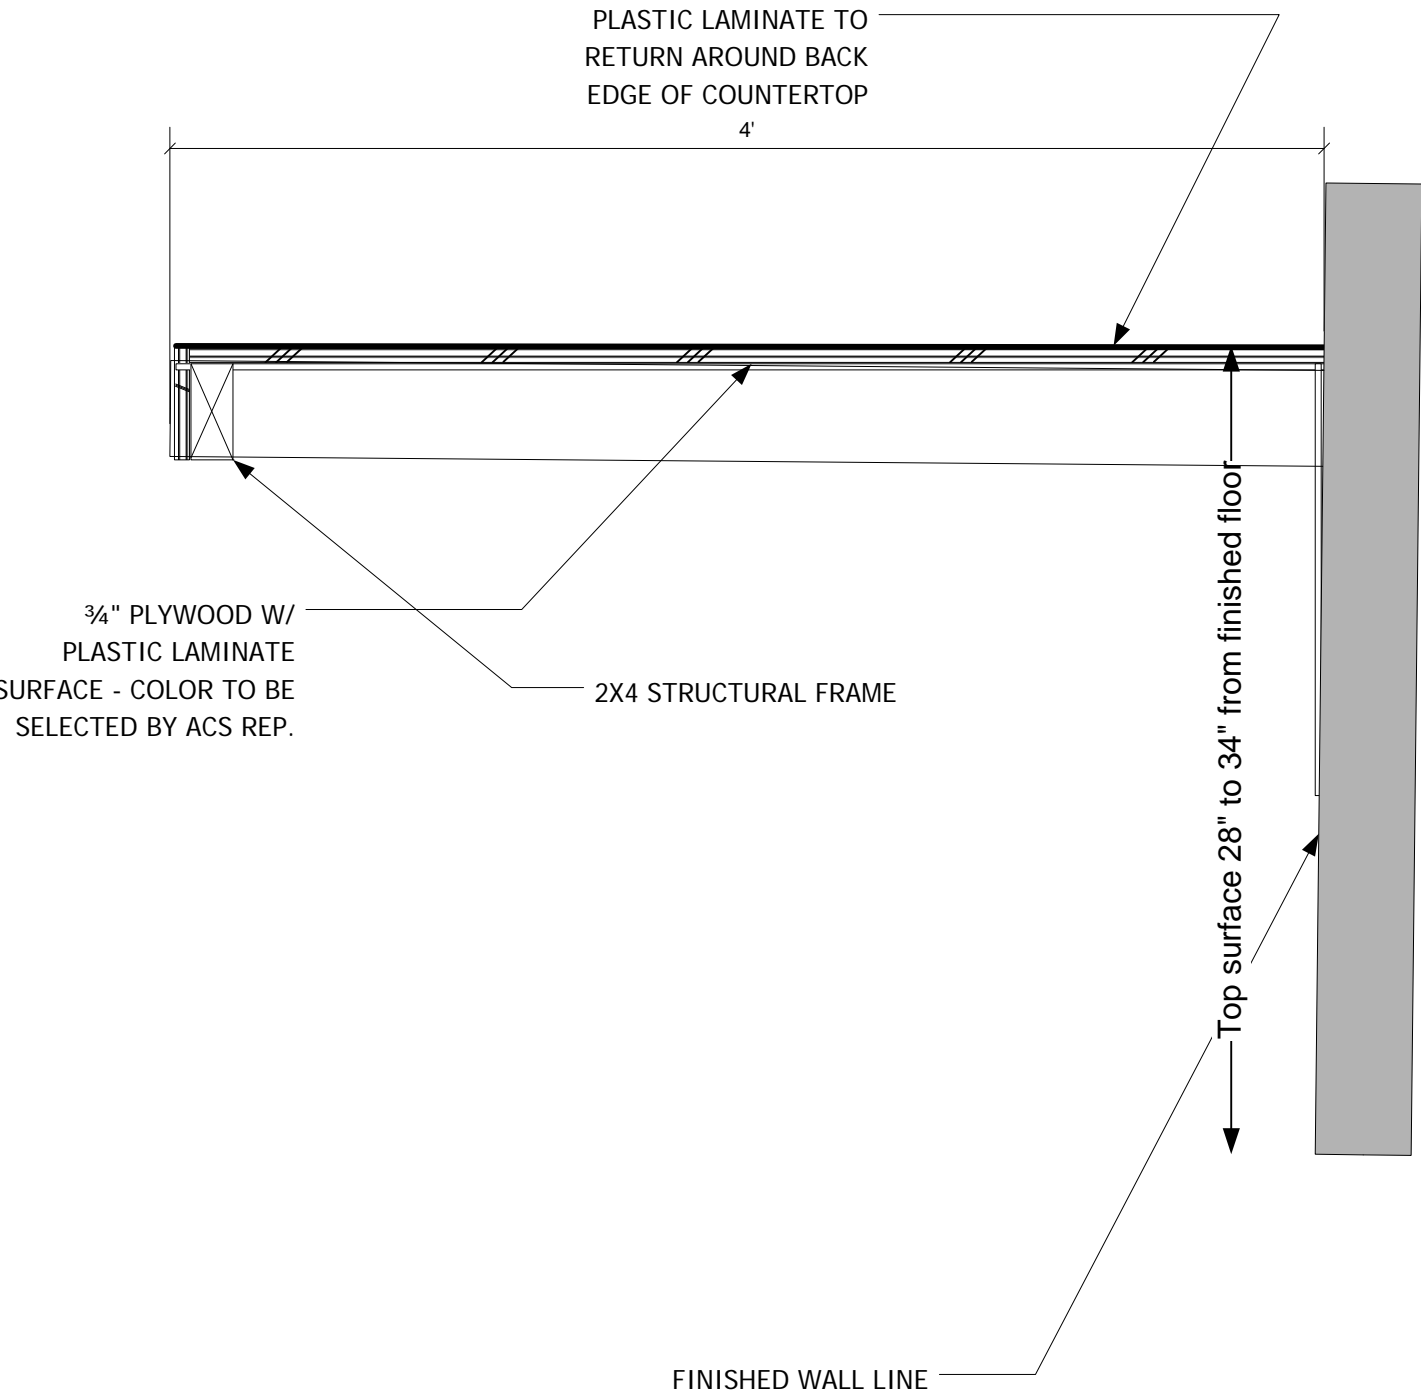 PLASTIC LAMINATE TO
RETURN AROUND BACK
EDGE OF COUNTERTOP
4'
¾" PLYWOOD W/
PLASTIC LAMINATE
SURFACE - COLOR TO BE
SELECTED BY ACS REP.
2X4 STRUCTURAL FRAME
Top surface 28" to 34" from finished floor
FINISHED WALL LINE